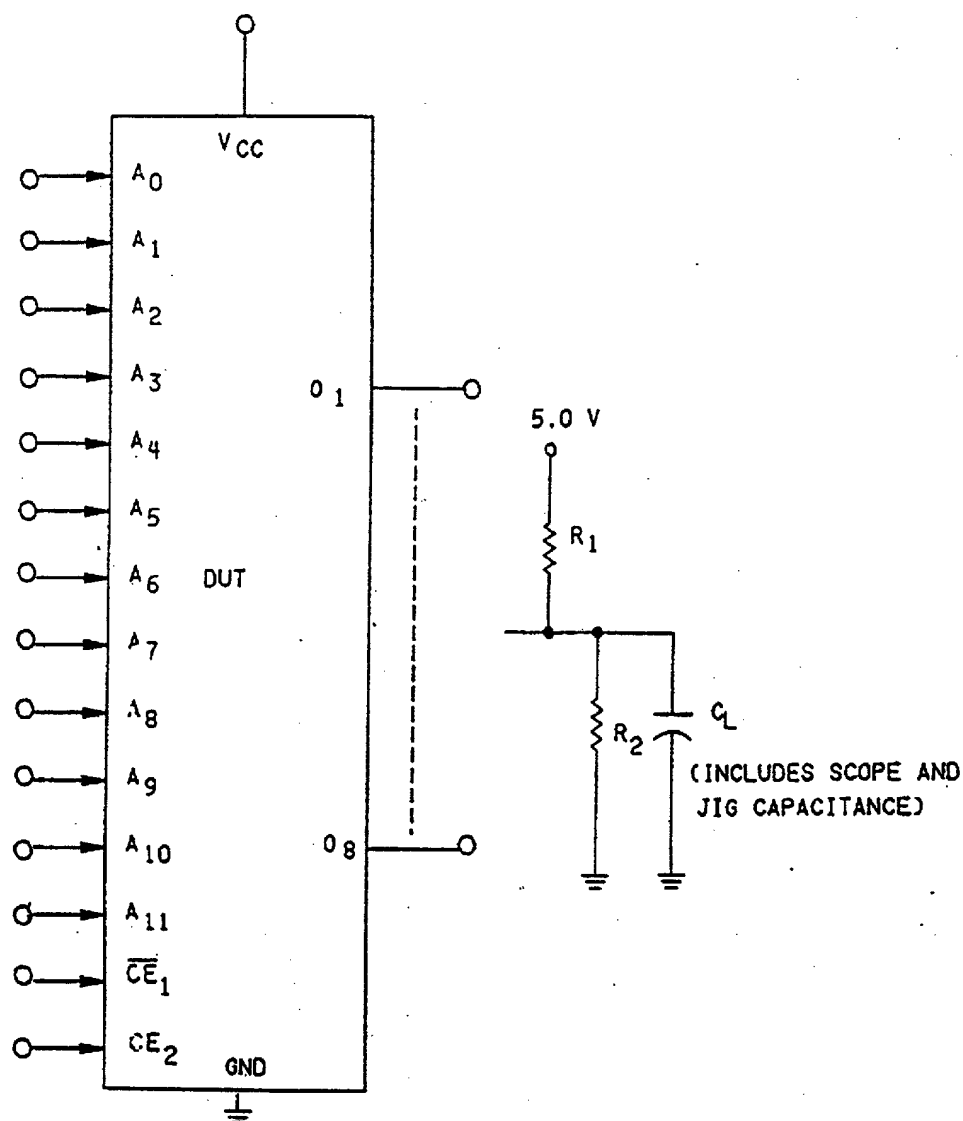 V_CC
A_0
A_1
A_2
A_3
O_1
5.0 V
A_4
A_5
R_1
A_6 DUT
A_7
A_8
R_2
C_L
A_9
(INCLUDES SCOPE AND
JIG CAPACITANCE)
A_10
O_8
A_11
C̅E̅_1
CE_2
GND